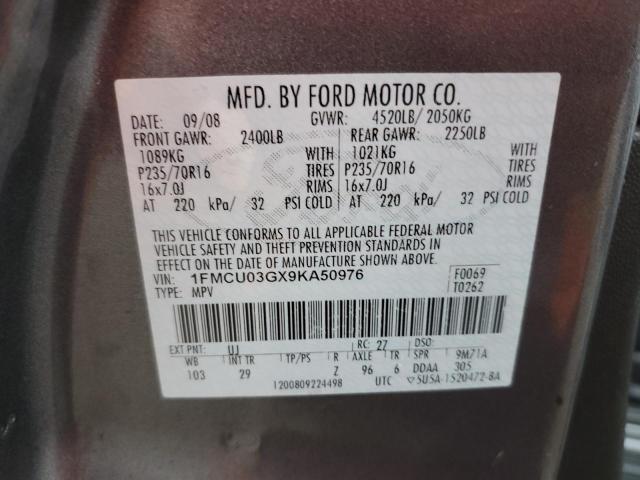 MFD. BY FORD MOTOR CO.
DATE: 09/08 GVWR: 4520LB/ 2050KG
FRONT GAWR: 2400LB REAR GAWR: 2250LB
1089KG WITH 1021KG WITH
P235/70R16 TIRES P235/70R16 TIRES
16x7.0J RIMS 16x7.0J RIMS
AT 220 kPa/ 32 PSI COLD AT 220 kPa/ 32 PSI COLD
THIS VEHICLE CONFORMS TO ALL APPLICABLE FEDERAL MOTOR
VEHICLE SAFETY AND THEFT PREVENTION STANDARDS IN
EFFECT ON THE DATE OF MANUFACTURE SHOWN ABOVE.
VIN: 1FMCU03GX9KA50976 F0069
TYPE: MPV T0262
EXT PNT: UJ RC: 27 DSO:
WB INT TR TP/PS R AXLE TR SPR 9M71A
103 29 Z 96 6 DDAA 305
1200809224498 UTC ▽5U5A-1520472-BA